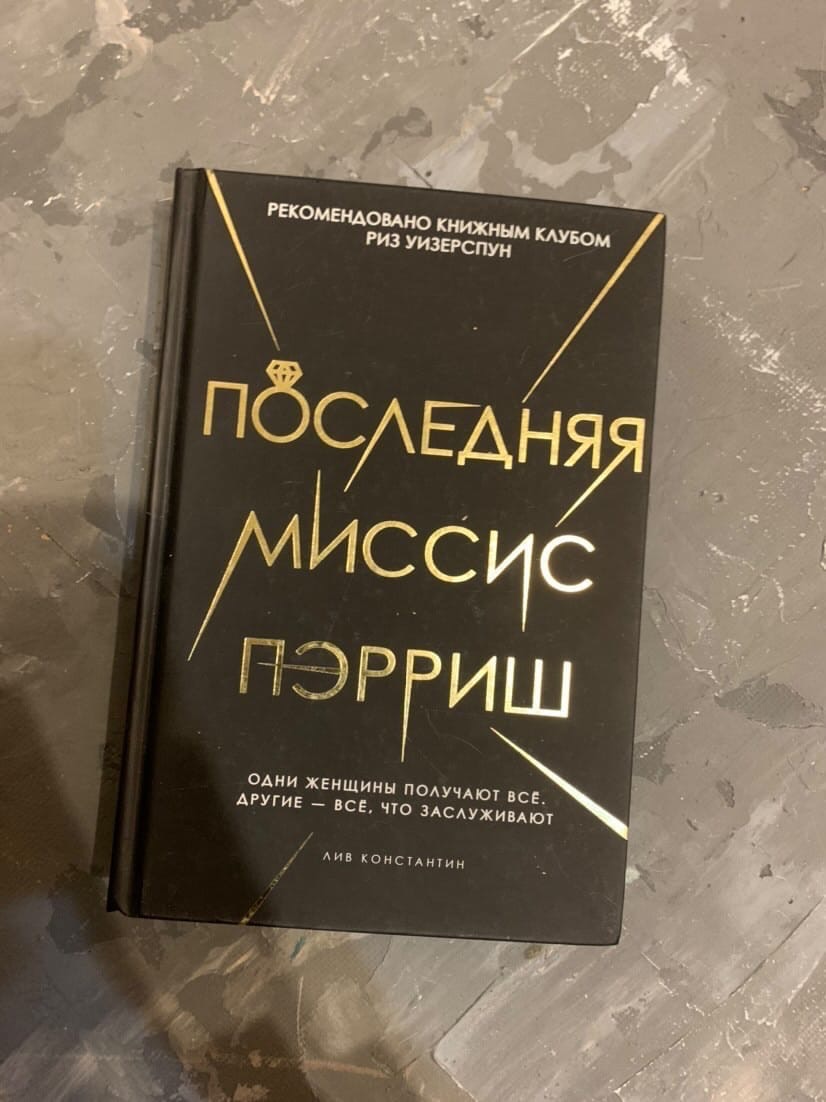 РЕКОМЕНДОВАНО КНИЖНЫМ КЛУБОМ
РИЗ УИЗЕРСПУН
ПОСЛЕДНЯЯ
МИССИС
ПЭРРИШ
ОДНИ ЖЕНЩИНЫ ПОЛУЧАЮТ ВСЁ.
ДРУГИЕ — ВСЁ, ЧТО ЗАСЛУЖИВАЮТ
ЛИВ КОНСТАНТИН